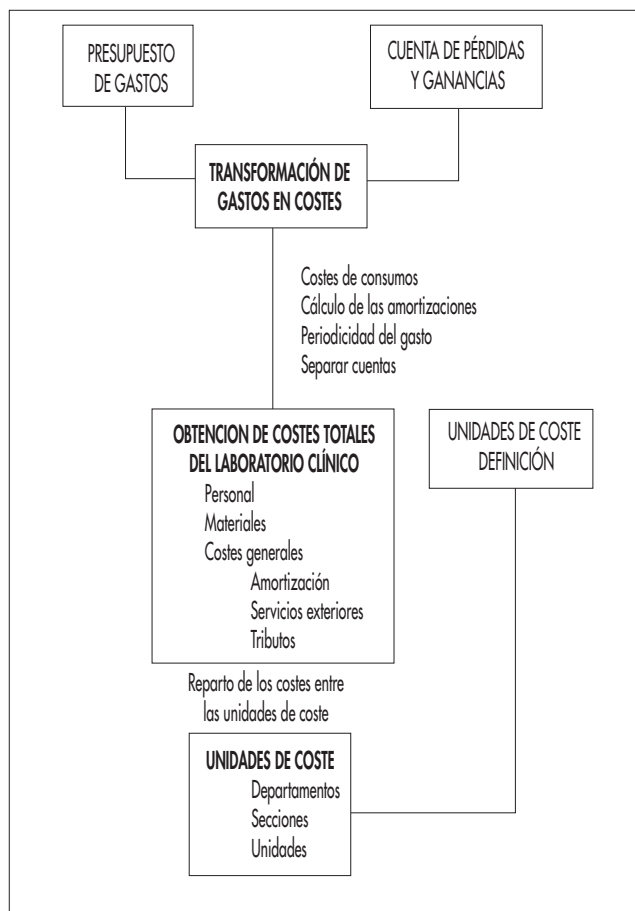 PRESUPUESTO
DE GASTOS
CUENTA DE PÉRDIDAS
Y GANANCIAS
TRANSFORMACIÓN DE
GASTOS EN COSTES
Costes de consumos
Cálculo de las amortizaciones
Periodicidad del gasto
Separar cuentas
OBTENCION DE COSTES TOTALES
DEL LABORATORIO CLÍNICO
Personal
Materiales
Costes generales
Amortización
Servicios exteriores
Tributos
UNIDADES DE COSTE
DEFINICIÓN
Reparto de los costes entre
las unidades de coste
UNIDADES DE COSTE
Departamentos
Secciones
Unidades